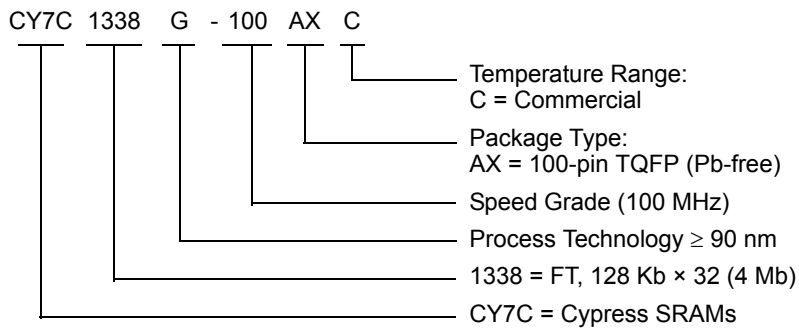 CY7C 1338 G - 100 AX C
Temperature Range:
C = Commercial
Package Type:
AX = 100-pin TQFP (Pb-free)
Speed Grade (100 MHz)
Process Technology ≥ 90 nm
1338 = FT, 128 Kb × 32 (4 Mb)
CY7C = Cypress SRAMs